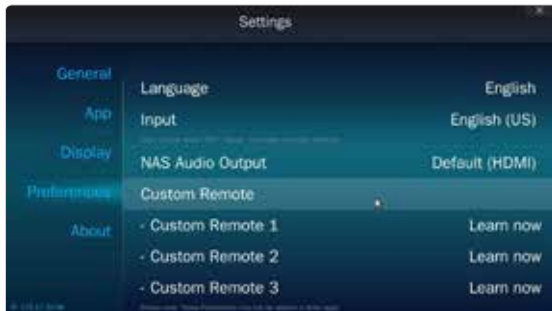 Settings
General
App
Display
Preferences
About
Language English
Input English (US)
NAS Audio Output Default (HDMI)
Custom Remote
- Custom Remote 1 Learn now
- Custom Remote 2 Learn now
- Custom Remote 3 Learn now